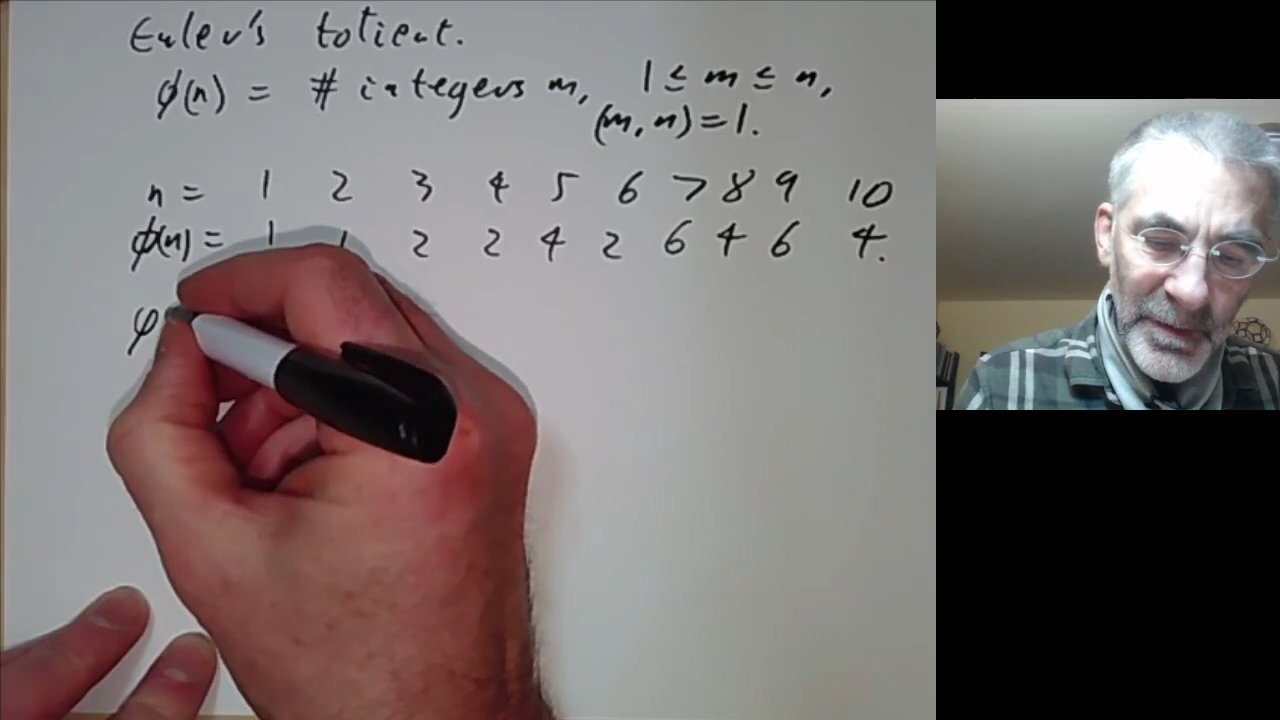 Euler's totient.
φ(n) = # integers m, 1 ≤ m ≤ n,
(m, n) = 1.
n = 1 2 3 4 5 6 7 8 9 10
φ(n) = 1 1 2 2 4 2 6 4 6 4.
φ